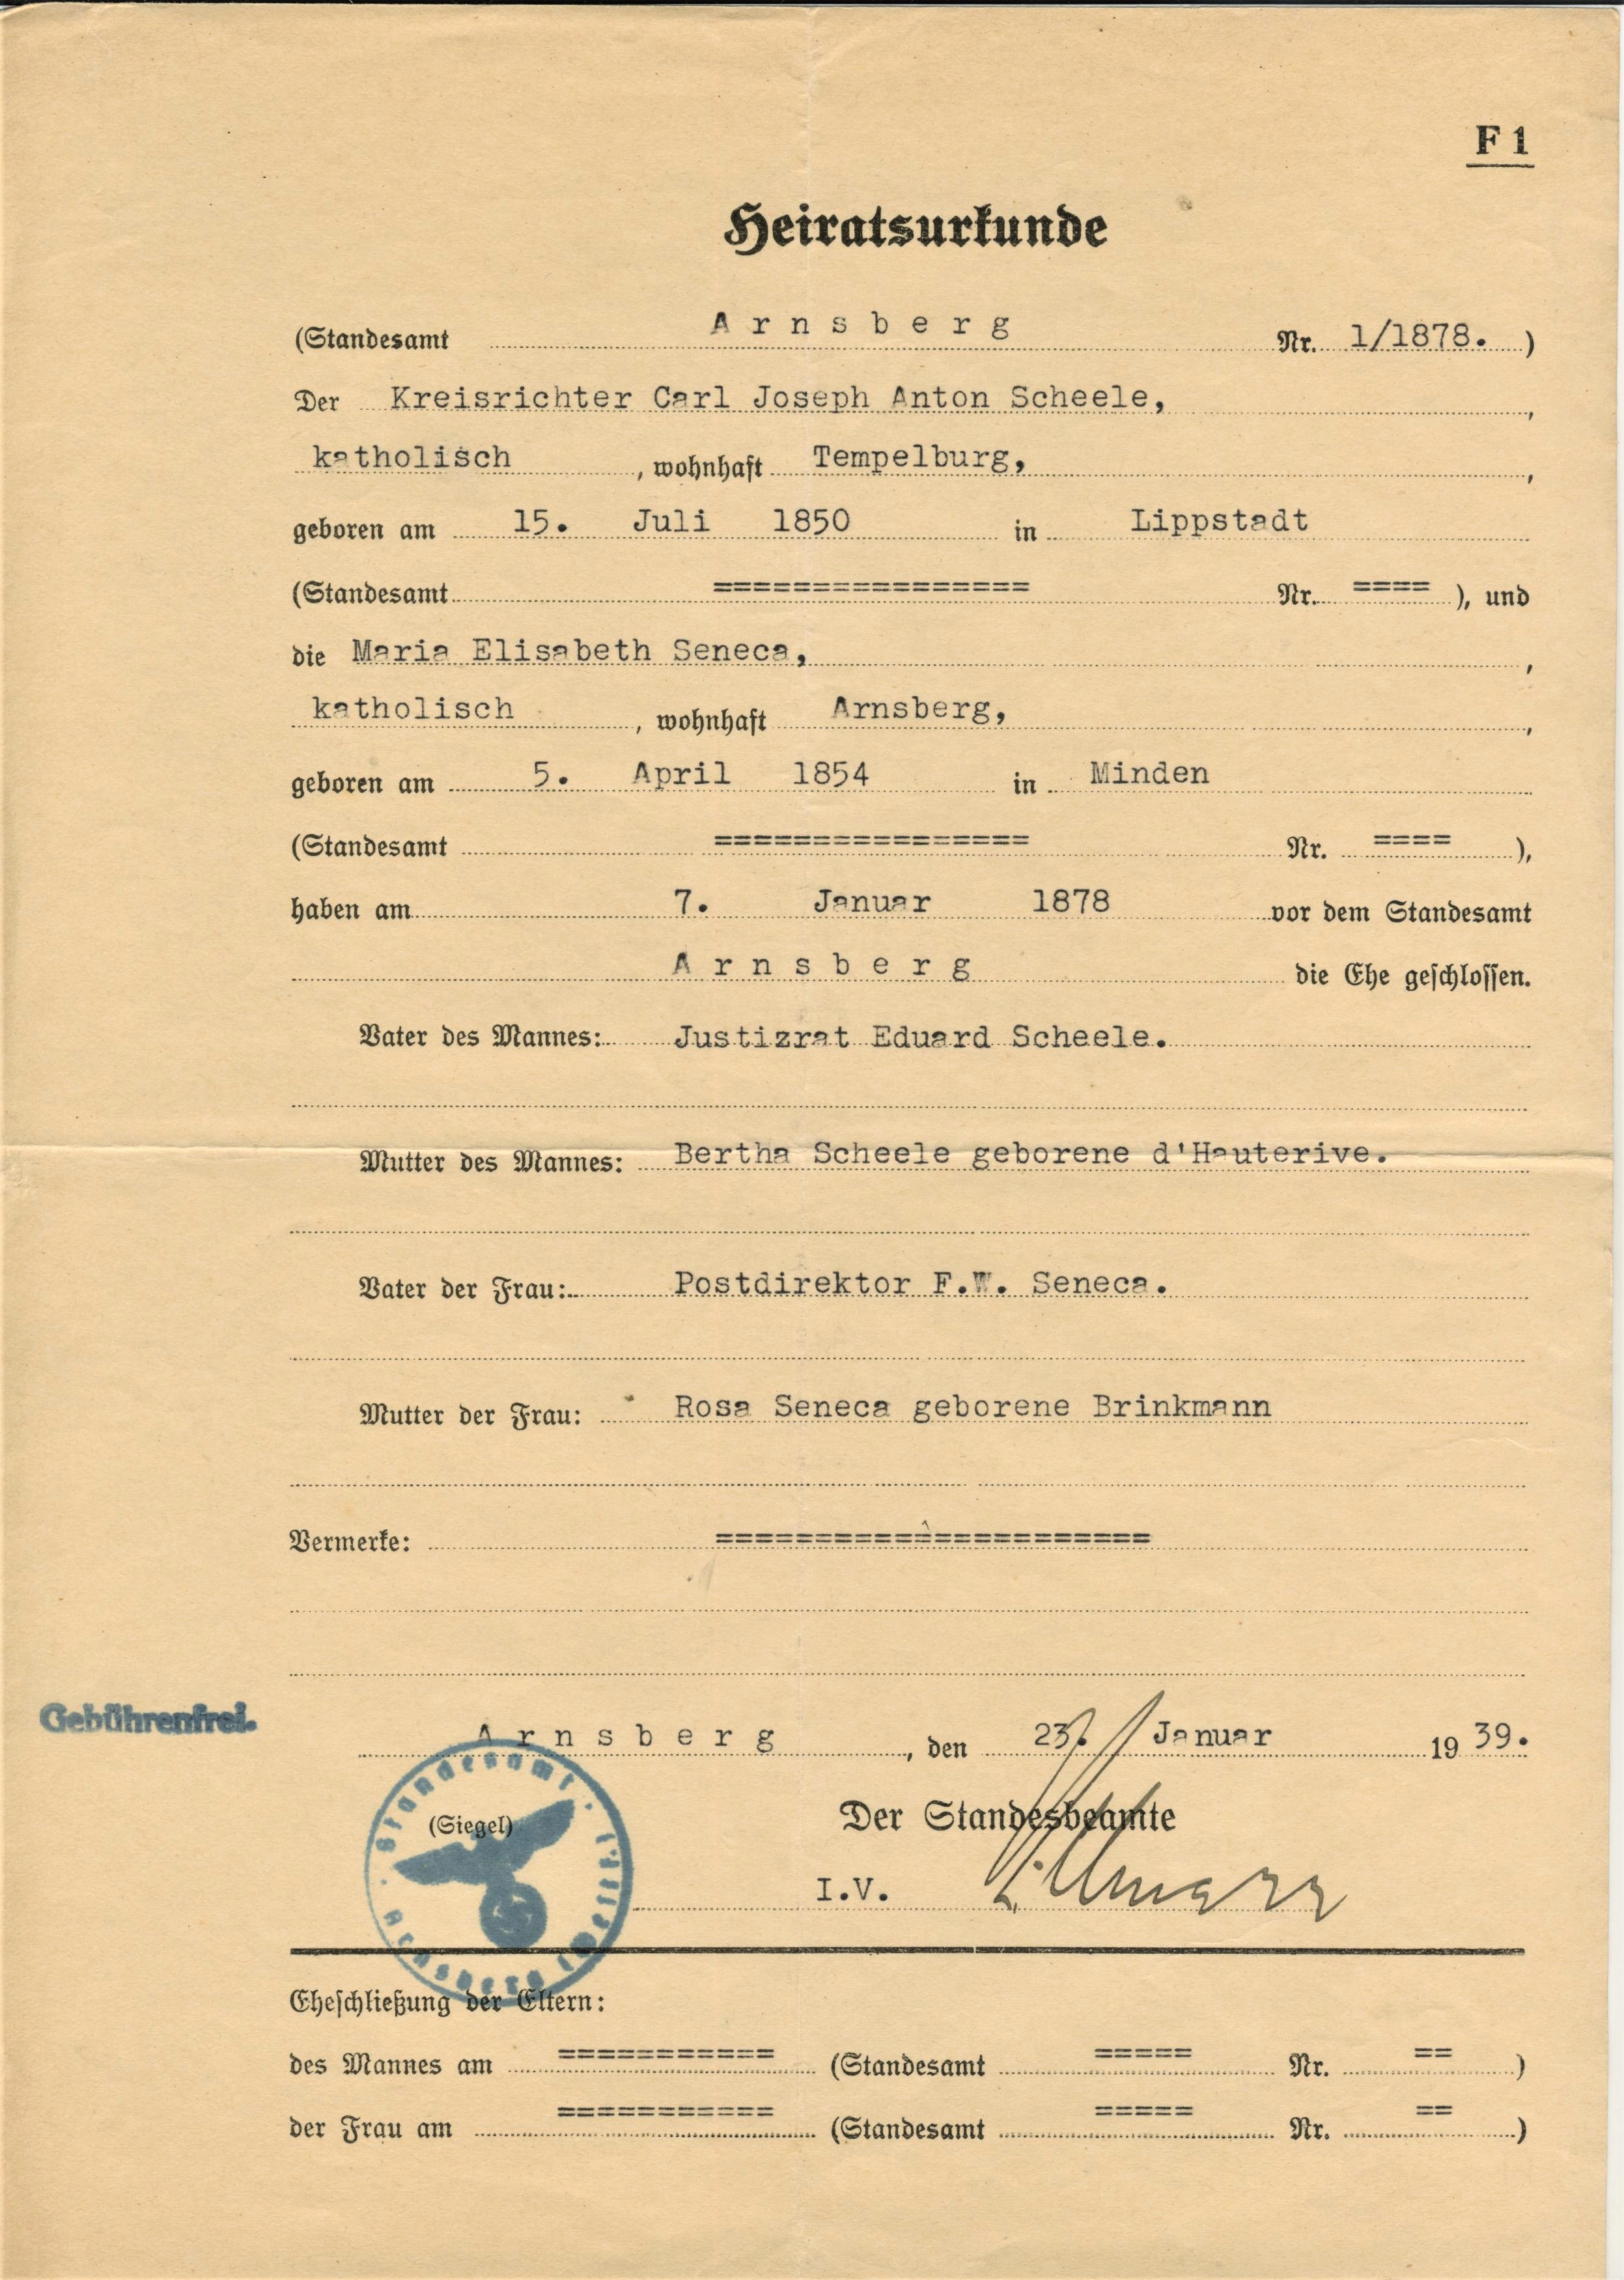 F 1
Heiratsurkunde
(Standesamt Arnsberg Nr. 1/1878. )
Der Kreisrichter Carl Joseph Anton Scheele, ,
katholisch , wohnhaft Tempelburg, ,
geboren am 15. Juli 1850 in Lippstadt
(Standesamt ================ Nr. ==== ), und
die Maria Elisabeth Seneca, ,
katholisch , wohnhaft Arnsberg, ,
geboren am 5. April 1854 in Minden
(Standesamt ================ Nr. ==== ),
haben am 7. Januar 1878 vor dem Standesamt
Arnsberg die Ehe geschlossen.
Vater des Mannes: Justizrat Eduard Scheele.
Mutter des Mannes: Bertha Scheele geborene d'Hauterive.
Vater der Frau: Postdirektor F.W. Seneca.
Mutter der Frau: Rosa Seneca geborene Brinkmann
Vermerke: ======================
Gebührenfrei.
Arnsberg , den 23. Januar 1939.
Standesamt
(Siegel)
Arnsberg
Der Standesbeamte
I.V.
Eheschließung der Eltern:
des Mannes am =========== (Standesamt ===== Nr. == )
der Frau am =========== (Standesamt ===== Nr. == )